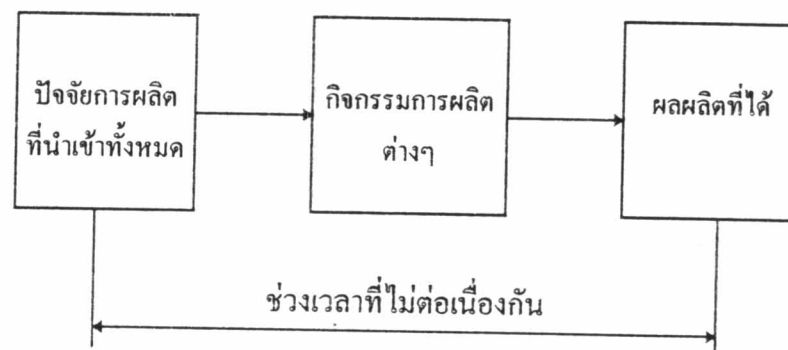 ปัจจัยการผลิต
ที่นำเข้าทั้งหมด
กิจกรรมการผลิต
ต่างๆ
ผลผลิตที่ได้
ช่วงเวลาที่ไม่ต่อเนื่องกัน